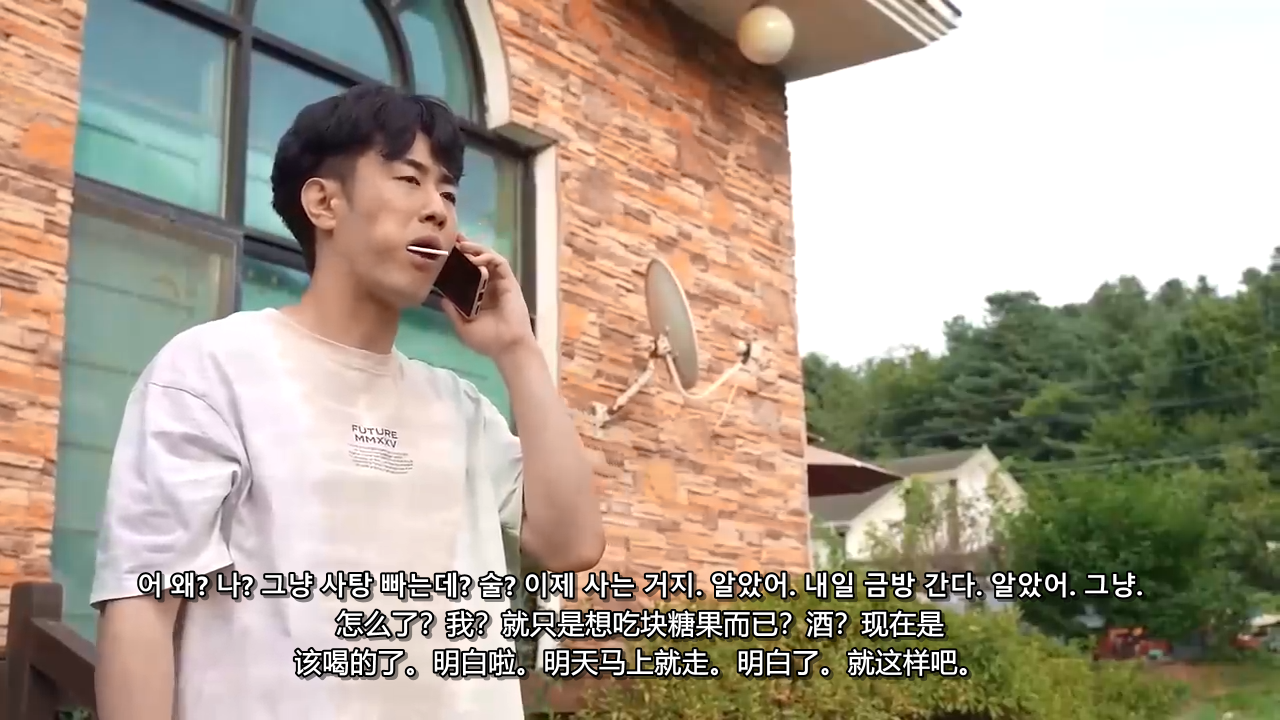 FUTURE
MMXXV
어 왜? 나? 그냥 사탕 빠는데? 술? 이제 사는 거지. 알았어. 내일 금방 간다. 알았어. 그냥.
怎么了？我？就只是想吃块糖果而已？酒？现在是
该喝的了。明白啦。明天马上就走。明白了。就这样吧。